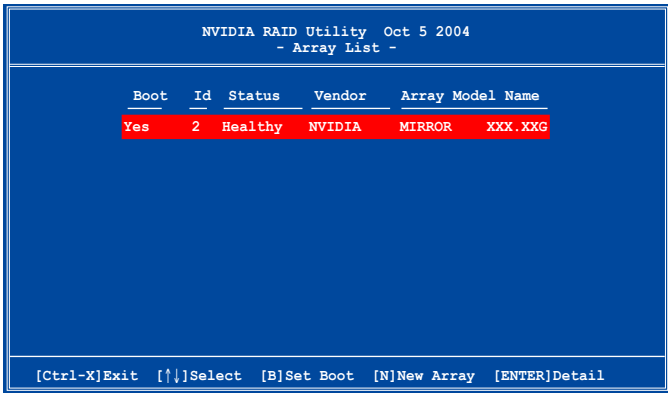 NVIDIA RAID Utility Oct 5 2004
- Array List -
Boot Id Status Vendor Array Model Name
Yes 2 Healthy NVIDIA MIRROR XXX.XXG
[Ctrl-X]Exit [↑↓]Select [B]Set Boot [N]New Array [ENTER]Detail